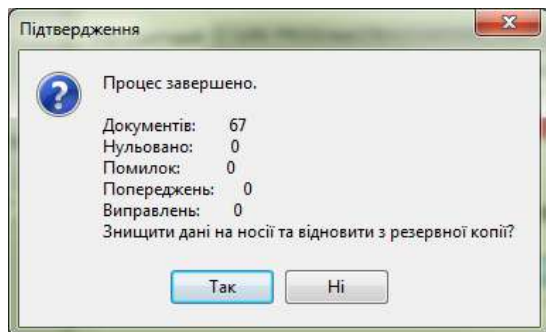 Підтвердження
Процес завершено.
Документів: 67
Нульовано: 0
Помилок: 0
Попереджень: 0
Виправлень: 0
Знищити дані на носії та відновити з резервної копії?
Так
Ні